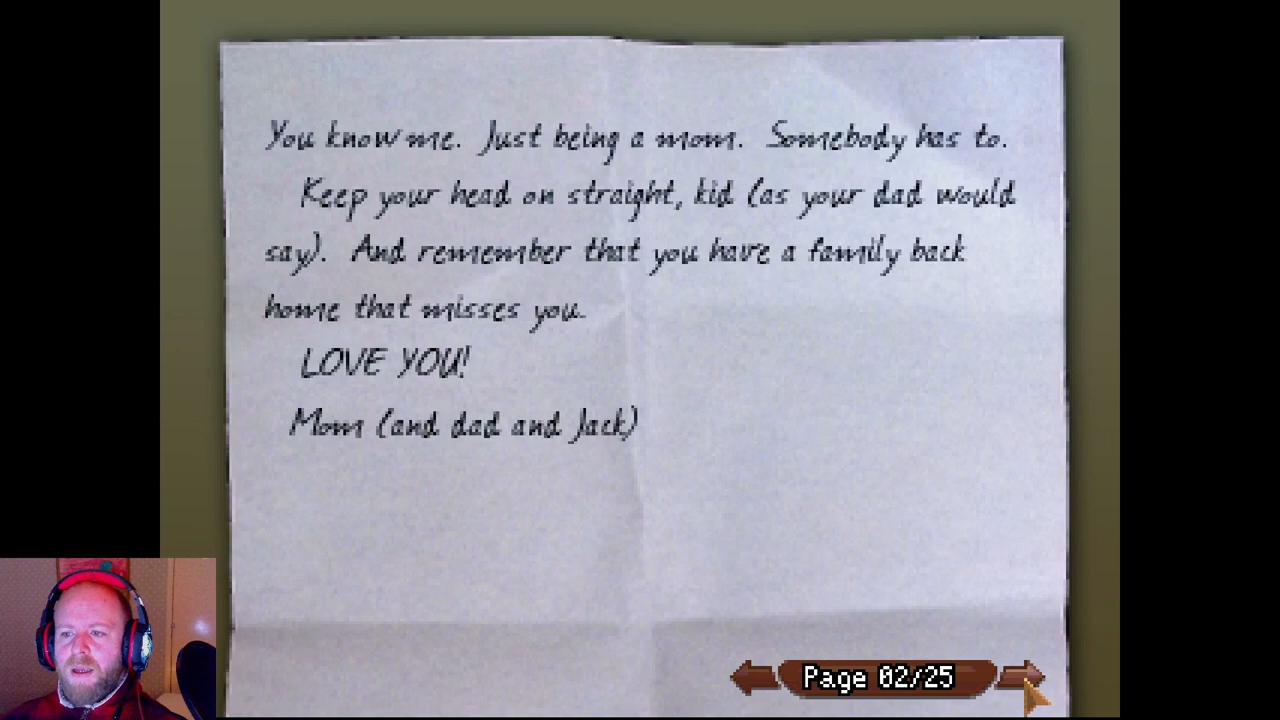 You know me. Just being a mom. Somebody has to.
Keep your head on straight, kid (as your dad would
say). And remember that you have a family back
home that misses you.
LOVE YOU!
Mom (and dad and Jack)
Page 02/25